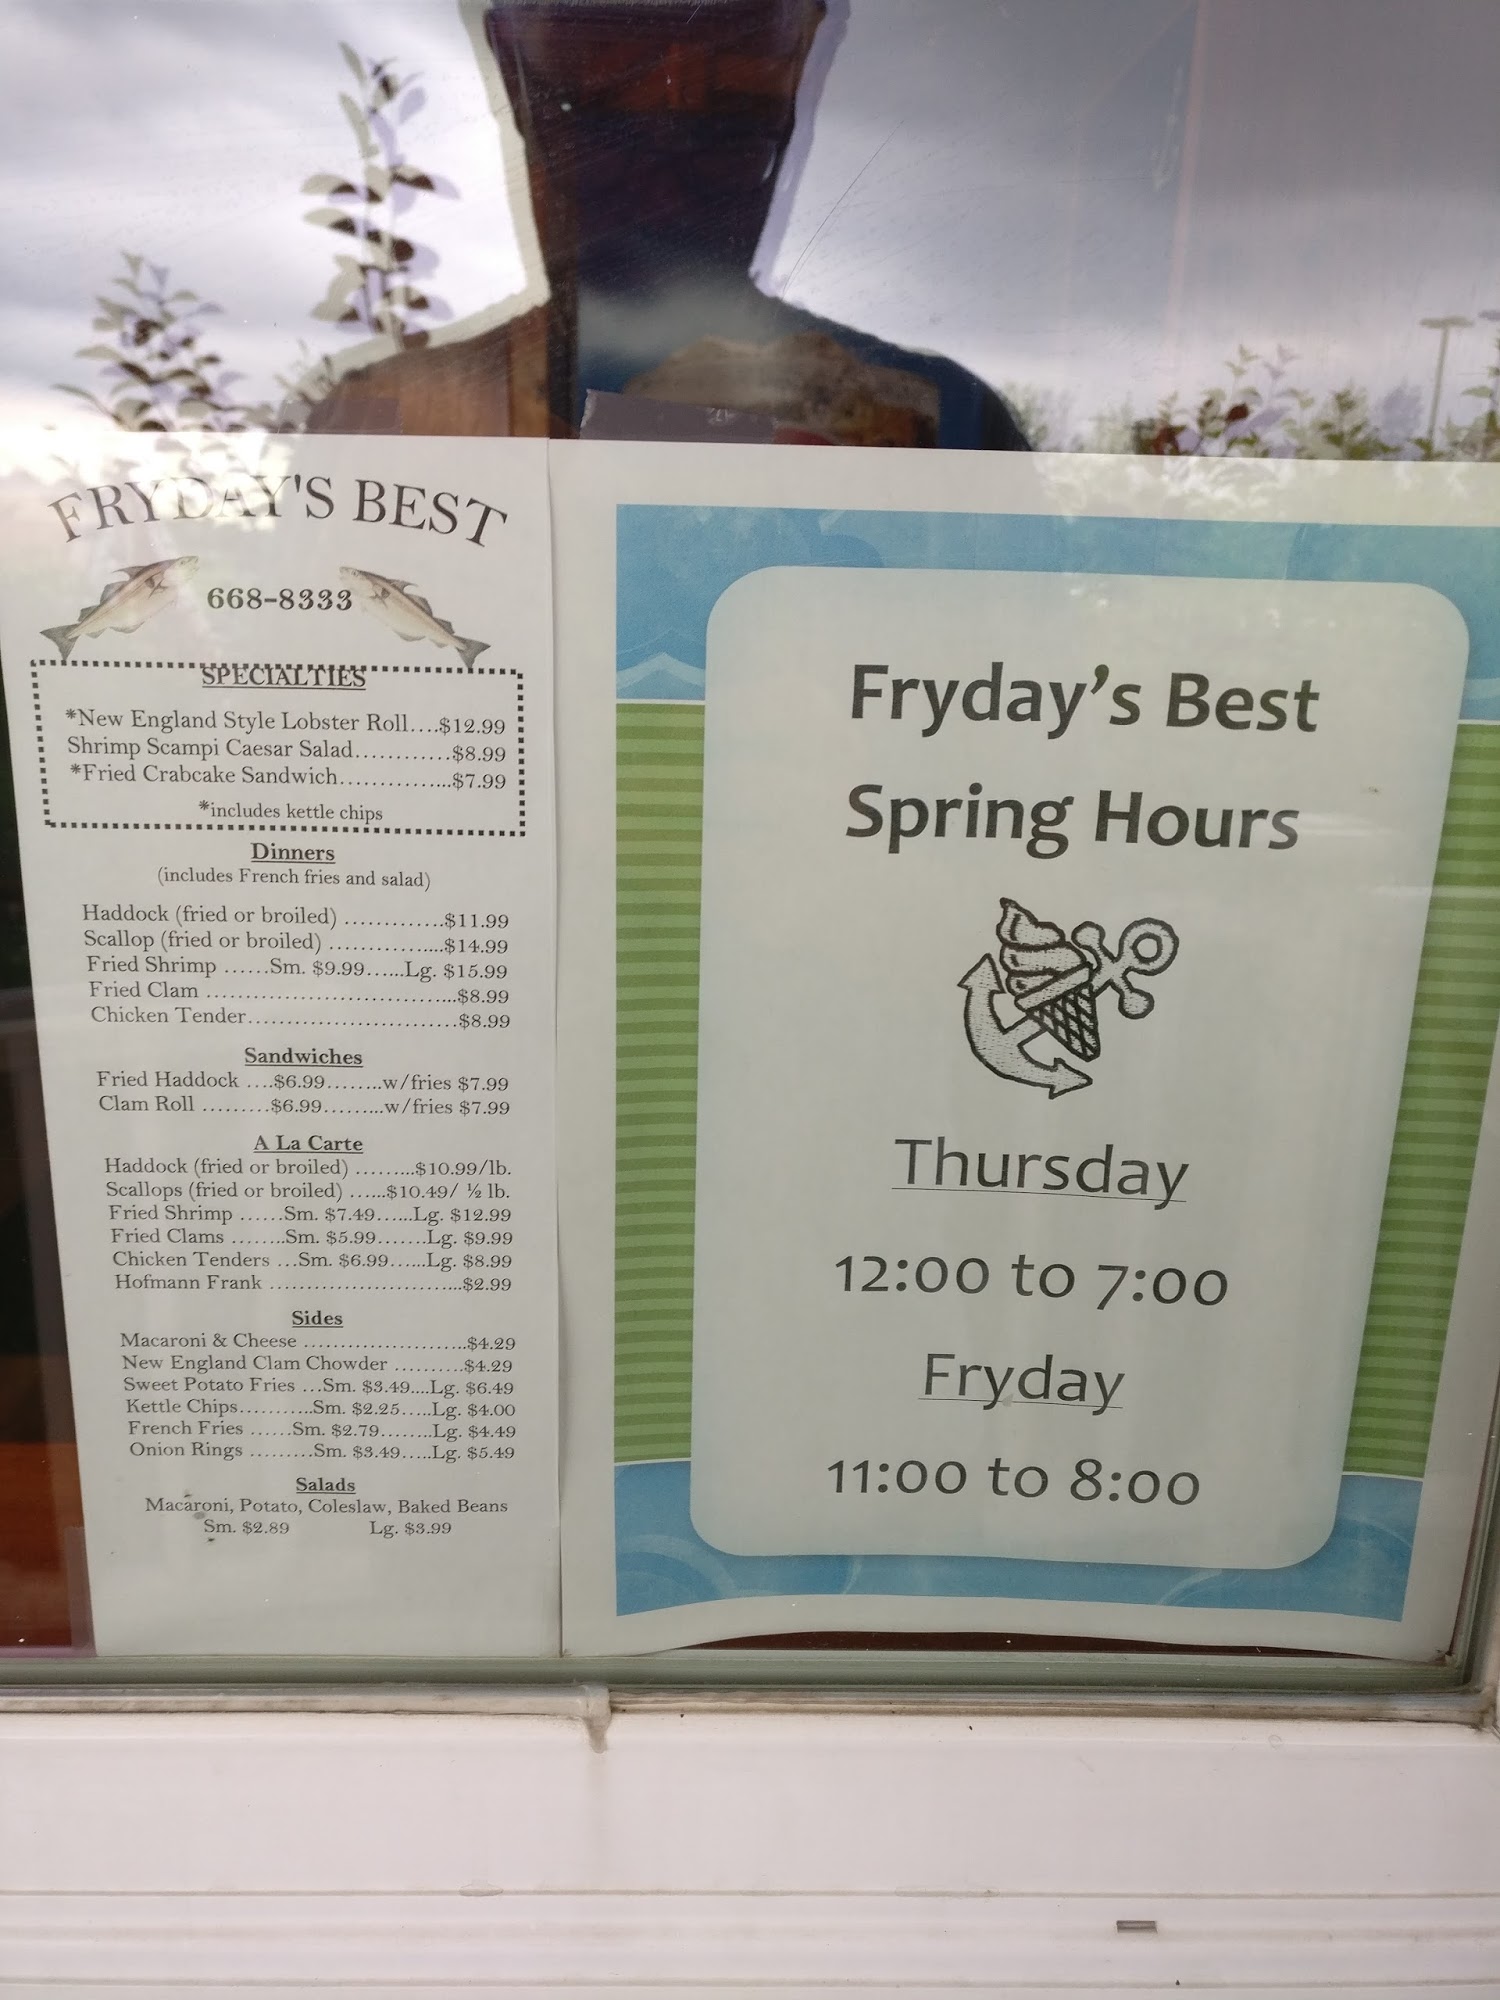 FRYDAY'S BEST
668-8333
SPECIALTIES
*New England Style Lobster Roll....$12.99
Shrimp Scampi Caesar Salad............$8.99
*Fried Crabcake Sandwich...............$7.99
*includes kettle chips
Dinners
(includes French fries and salad)
Haddock (fried or broiled) .............$11.99
Scallop (fried or broiled) ...............$14.99
Fried Shrimp ......Sm. $9.99......Lg. $15.99
Fried Clam .................................$8.99
Chicken Tender...........................$8.99
Sandwiches
Fried Haddock ....$6.99........w/fries $7.99
Clam Roll .........$6.99.........w/fries $7.99
A La Carte
Haddock (fried or broiled) .........$10.99/lb.
Scallops (fried or broiled) ......$10.49/ ½ lb.
Fried Shrimp ......Sm. $7.49......Lg. $12.99
Fried Clams ........Sm. $5.99.......Lg. $9.99
Chicken Tenders ...Sm. $6.99......Lg. $8.99
Hofmann Frank .........................$2.99
Sides
Macaroni & Cheese ......................$4.29
New England Clam Chowder ..........$4.29
Sweet Potato Fries ...Sm. $3.49....Lg. $6.49
Kettle Chips..........Sm. $2.25.....Lg. $4.00
French Fries ......Sm. $2.79........Lg. $4.49
Onion Rings .........Sm. $3.49.....Lg. $5.49
Salads
Macaroni, Potato, Coleslaw, Baked Beans
Sm. $2.89 Lg. $3.99
Fryday's Best
Spring Hours
Thursday
12:00 to 7:00
Fryday
11:00 to 8:00